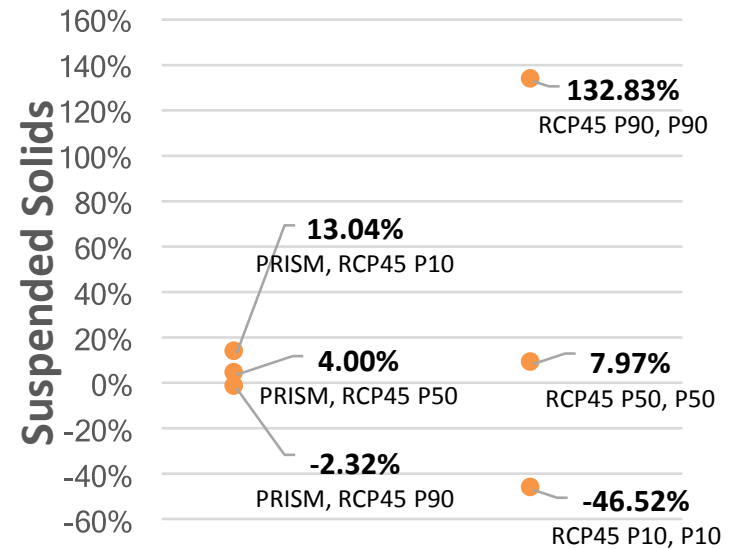 Suspended Solids
160%
140%
120%
100%
80%
60%
40%
20%
0%
-20%
-40%
-60%
132.83%
RCP45 P90, P90
13.04%
PRISM, RCP45 P10
4.00%
PRISM, RCP45 P50
7.97%
RCP45 P50, P50
-2.32%
PRISM, RCP45 P90
-46.52%
RCP45 P10, P10